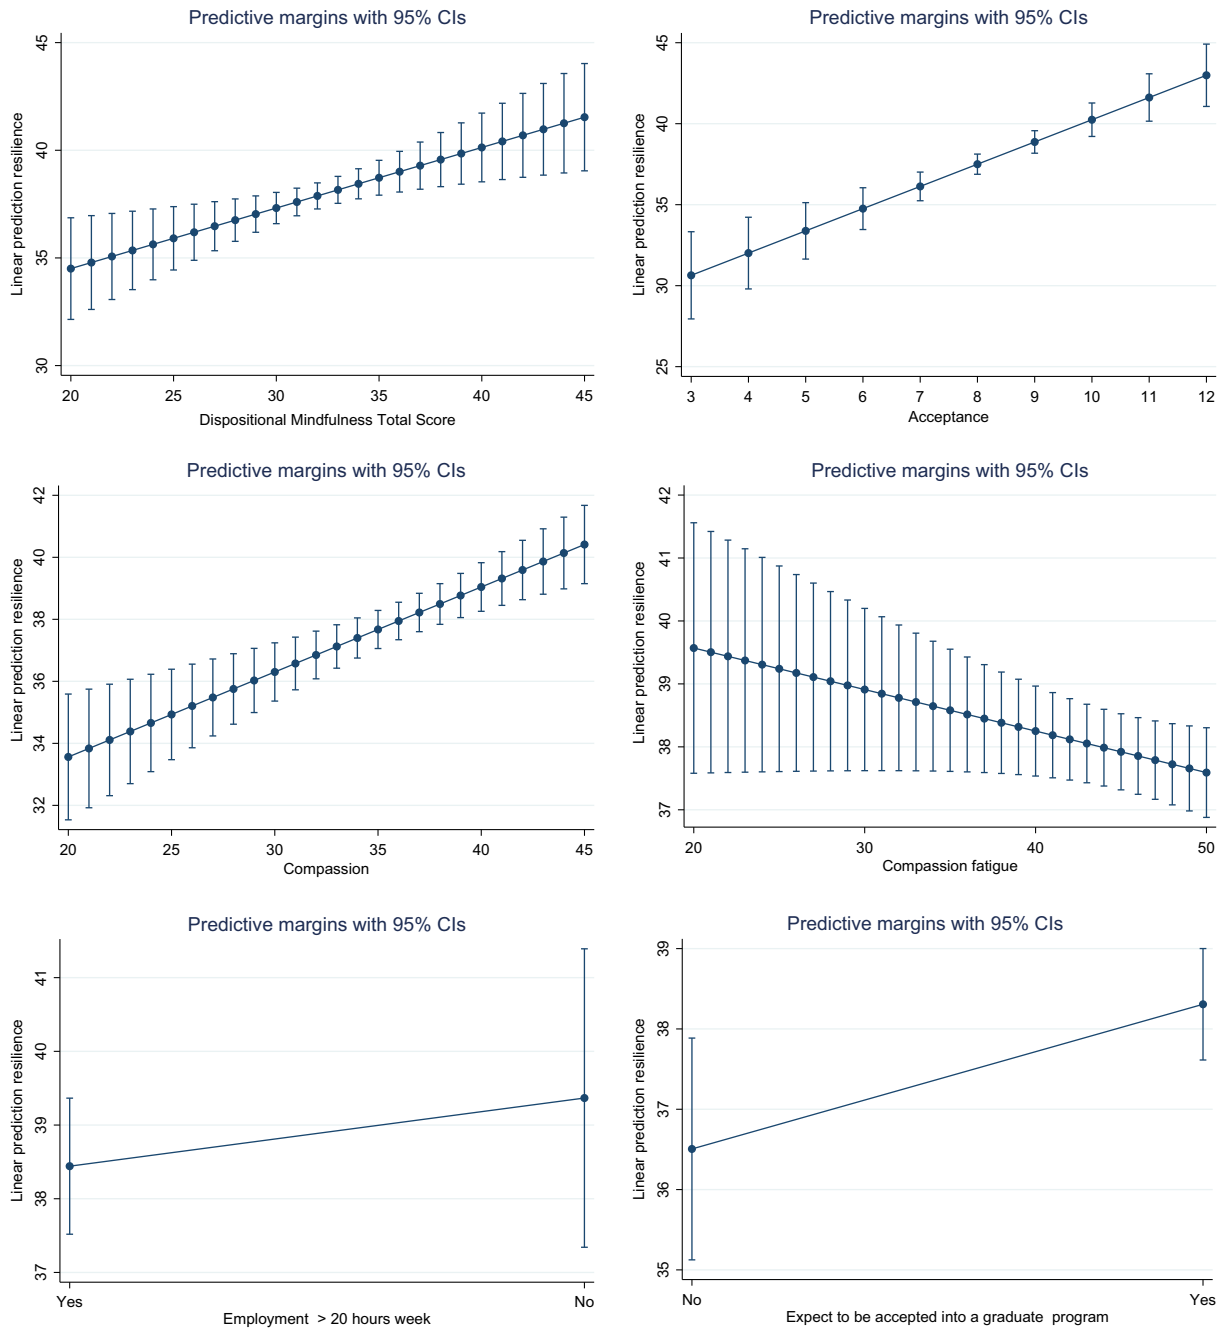 Predictive margins with 95% CIs
Linear prediction resilience
45
40
35
30
20 25 30 35 40 45
Dispositional Mindfulness Total Score
Predictive margins with 95% CIs
Linear prediction resilience
45
40
35
30
25
3 4 5 6 7 8 9 10 11 12
Acceptance
Predictive margins with 95% CIs
Linear prediction resilience
42
40
38
36
34
32
20 25 30 35 40 45
Compassion
Predictive margins with 95% CIs
Linear prediction resilience
42
41
40
39
38
37
20 30 40 50
Compassion fatigue
Predictive margins with 95% CIs
Linear prediction resilience
41
40
39
38
37
Yes No
Employment > 20 hours week
Predictive margins with 95% CIs
Linear prediction resilience
39
38
37
36
35
No Yes
Expect to be accepted into a graduate program